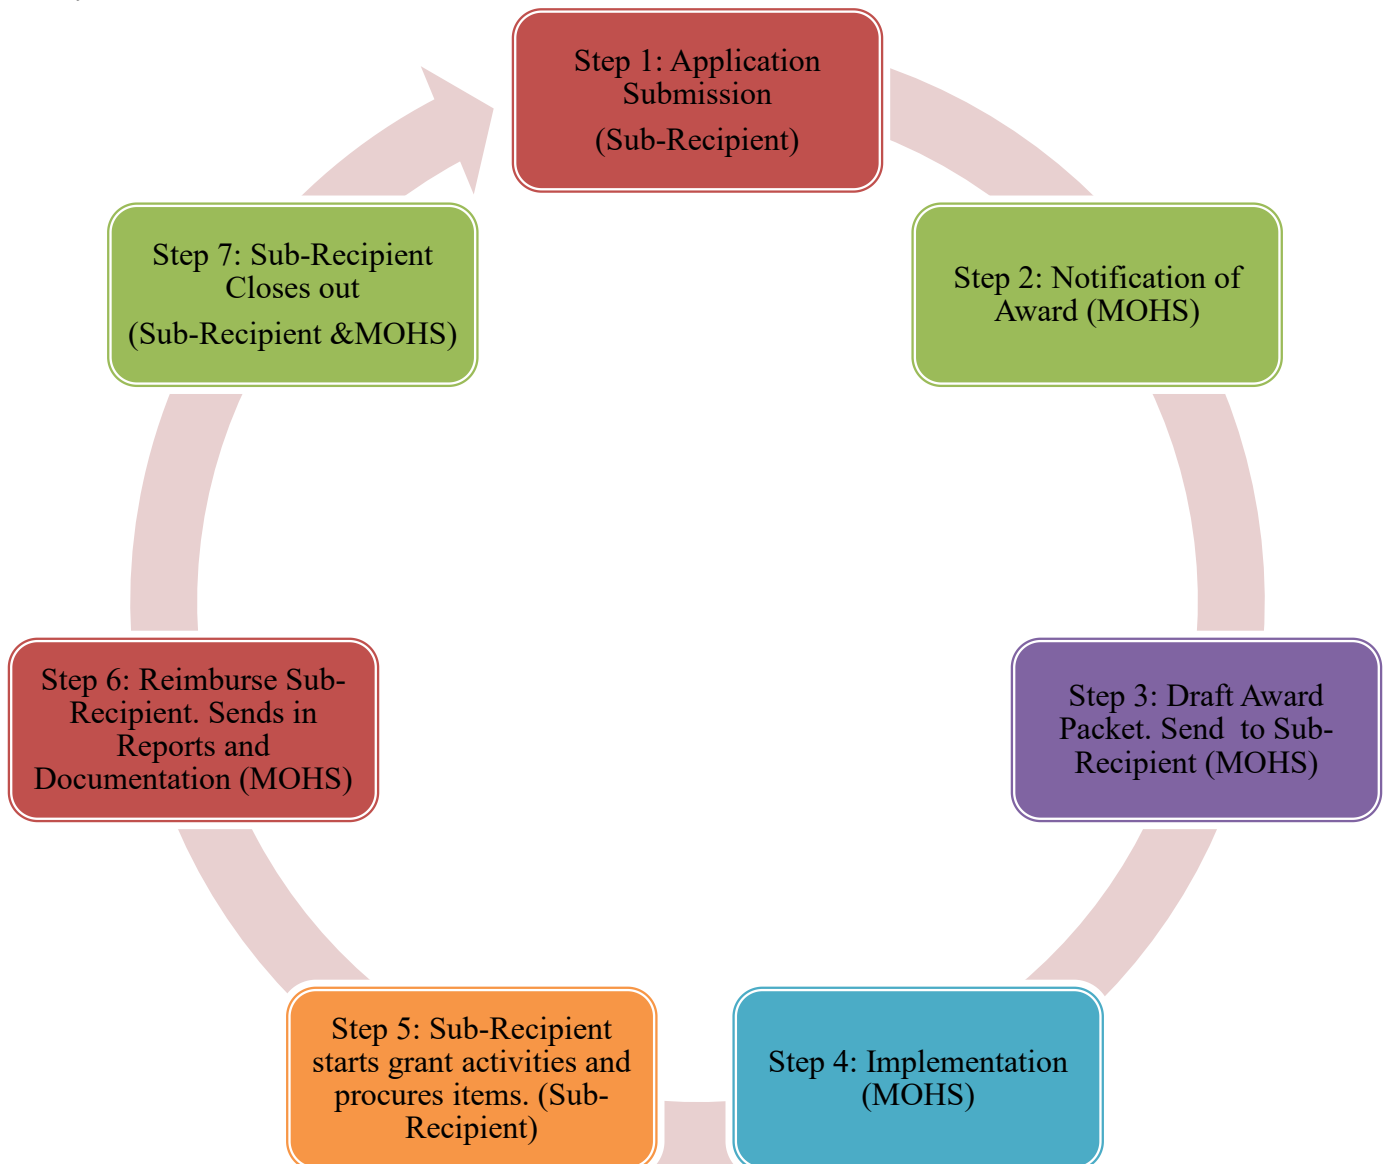 Step 1: Application
Submission
(Sub-Recipient)
Step 2: Notification of
Award (MOHS)
Step 3: Draft Award
Packet. Send  to Sub-
Recipient (MOHS)
Step 4: Implementation
(MOHS)
Step 5: Sub-Recipient
starts grant activities and
procures items. (Sub-
Recipient)
Step 6: Reimburse Sub-
Recipient. Sends in
Reports and
Documentation (MOHS)
Step 7: Sub-Recipient
Closes out
(Sub-Recipient &MOHS)